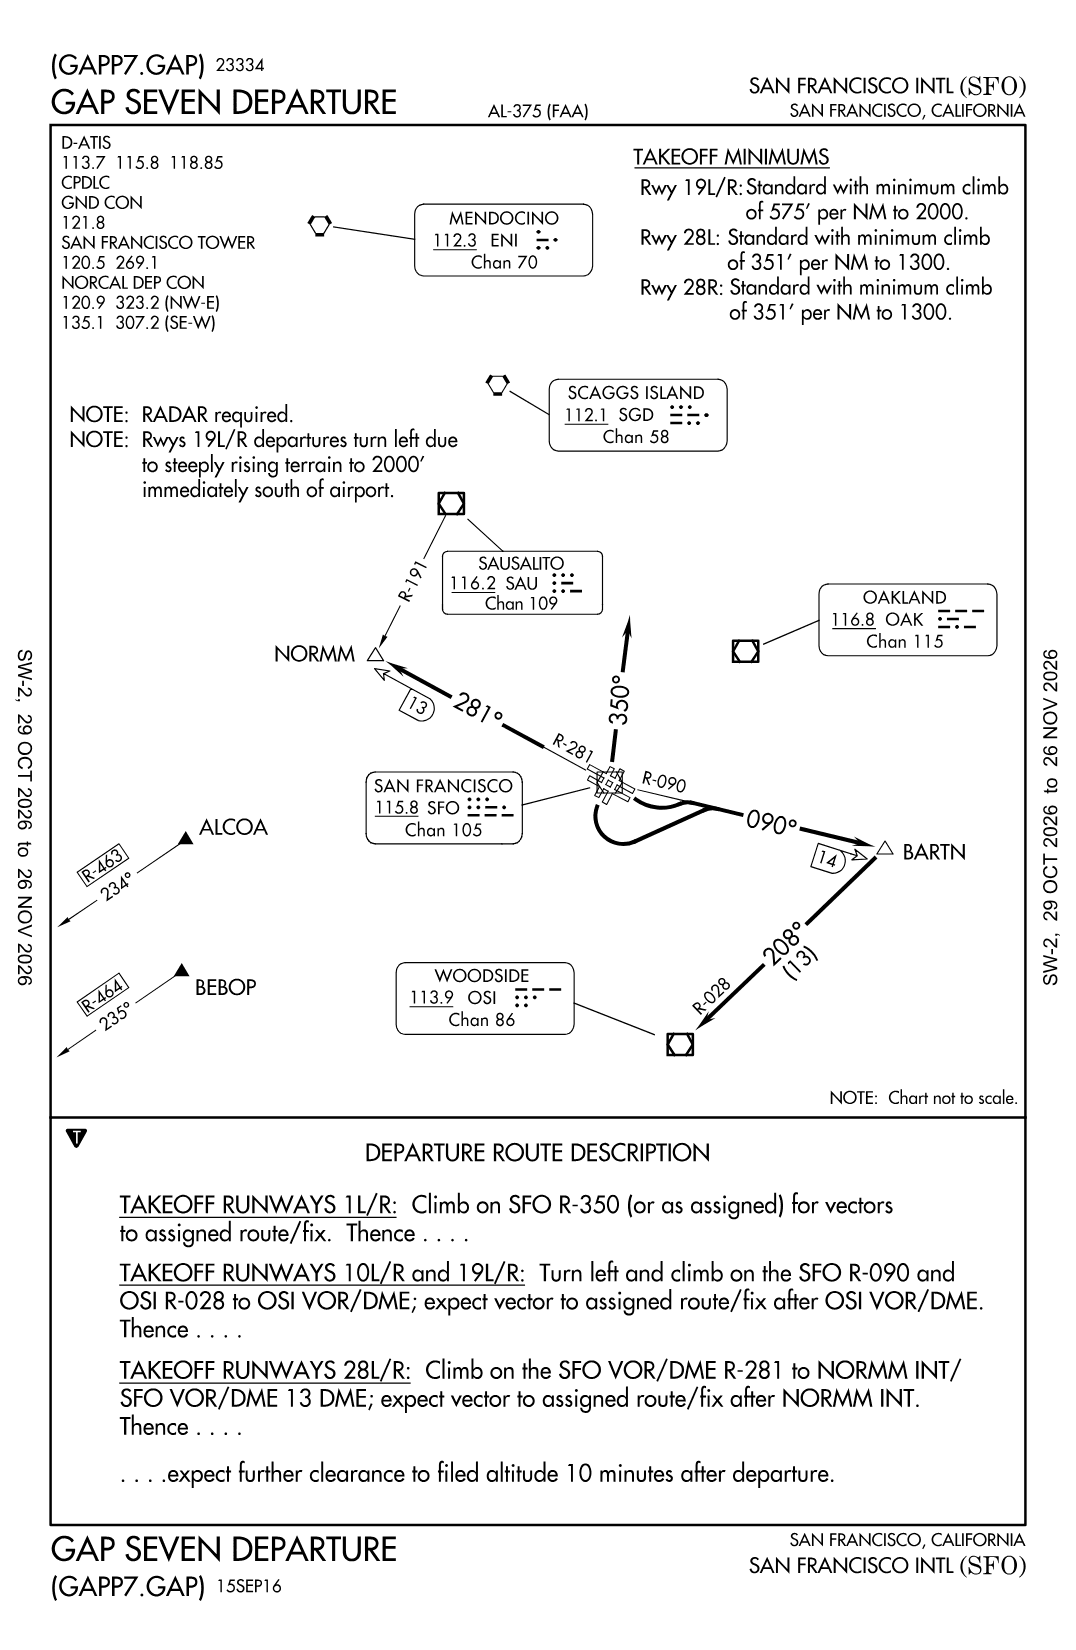 (GAPP7.GAP) 23334
GAP SEVEN DEPARTURE
AL-375 (FAA)
SAN FRANCISCO INTL (SFO)
SAN FRANCISCO, CALIFORNIA
D-ATIS
113.7 115.8 118.85
CPDLC
GND CON
121.8
SAN FRANCISCO TOWER
120.5 269.1
NORCAL DEP CON
120.9 323.2 (NW-E)
135.1 307.2 (SE-W)
TAKEOFF MINIMUMS
Rwy 19L/R: Standard with minimum climb
of 575' per NM to 2000.
Rwy 28L: Standard with minimum climb
of 351' per NM to 1300.
Rwy 28R: Standard with minimum climb
of 351' per NM to 1300.
MENDOCINO
112.3 ENI
Chan 70
SCAGGS ISLAND
112.1 SGD
Chan 58
NOTE: RADAR required.
NOTE: Rwys 19L/R departures turn left due
to steeply rising terrain to 2000'
immediately south of airport.
SAUSALITO
116.2 SAU
Chan 109
R-191
OAKLAND
116.8 OAK
Chan 115
NORMM
13
281°
R-281
350°
R-090
SAN FRANCISCO
115.8 SFO
Chan 105
090°
14
BARTN
ALCOA
R-463
234°
208°
(13)
R-028
WOODSIDE
113.9 OSI
Chan 86
BEBOP
R-464
235°
NOTE: Chart not to scale.
SW-2, 29 OCT 2026 to 26 NOV 2026
SW-2, 29 OCT 2026 to 26 NOV 2026
T
DEPARTURE ROUTE DESCRIPTION
TAKEOFF RUNWAYS 1L/R: Climb on SFO R-350 (or as assigned) for vectors
to assigned route/fix. Thence . . . .
TAKEOFF RUNWAYS 10L/R and 19L/R: Turn left and climb on the SFO R-090 and
OSI R-028 to OSI VOR/DME; expect vector to assigned route/fix after OSI VOR/DME.
Thence . . . .
TAKEOFF RUNWAYS 28L/R: Climb on the SFO VOR/DME R-281 to NORMM INT/
SFO VOR/DME 13 DME; expect vector to assigned route/fix after NORMM INT.
Thence . . . .
. . . .expect further clearance to filed altitude 10 minutes after departure.
GAP SEVEN DEPARTURE
(GAPP7.GAP) 15SEP16
SAN FRANCISCO, CALIFORNIA
SAN FRANCISCO INTL (SFO)